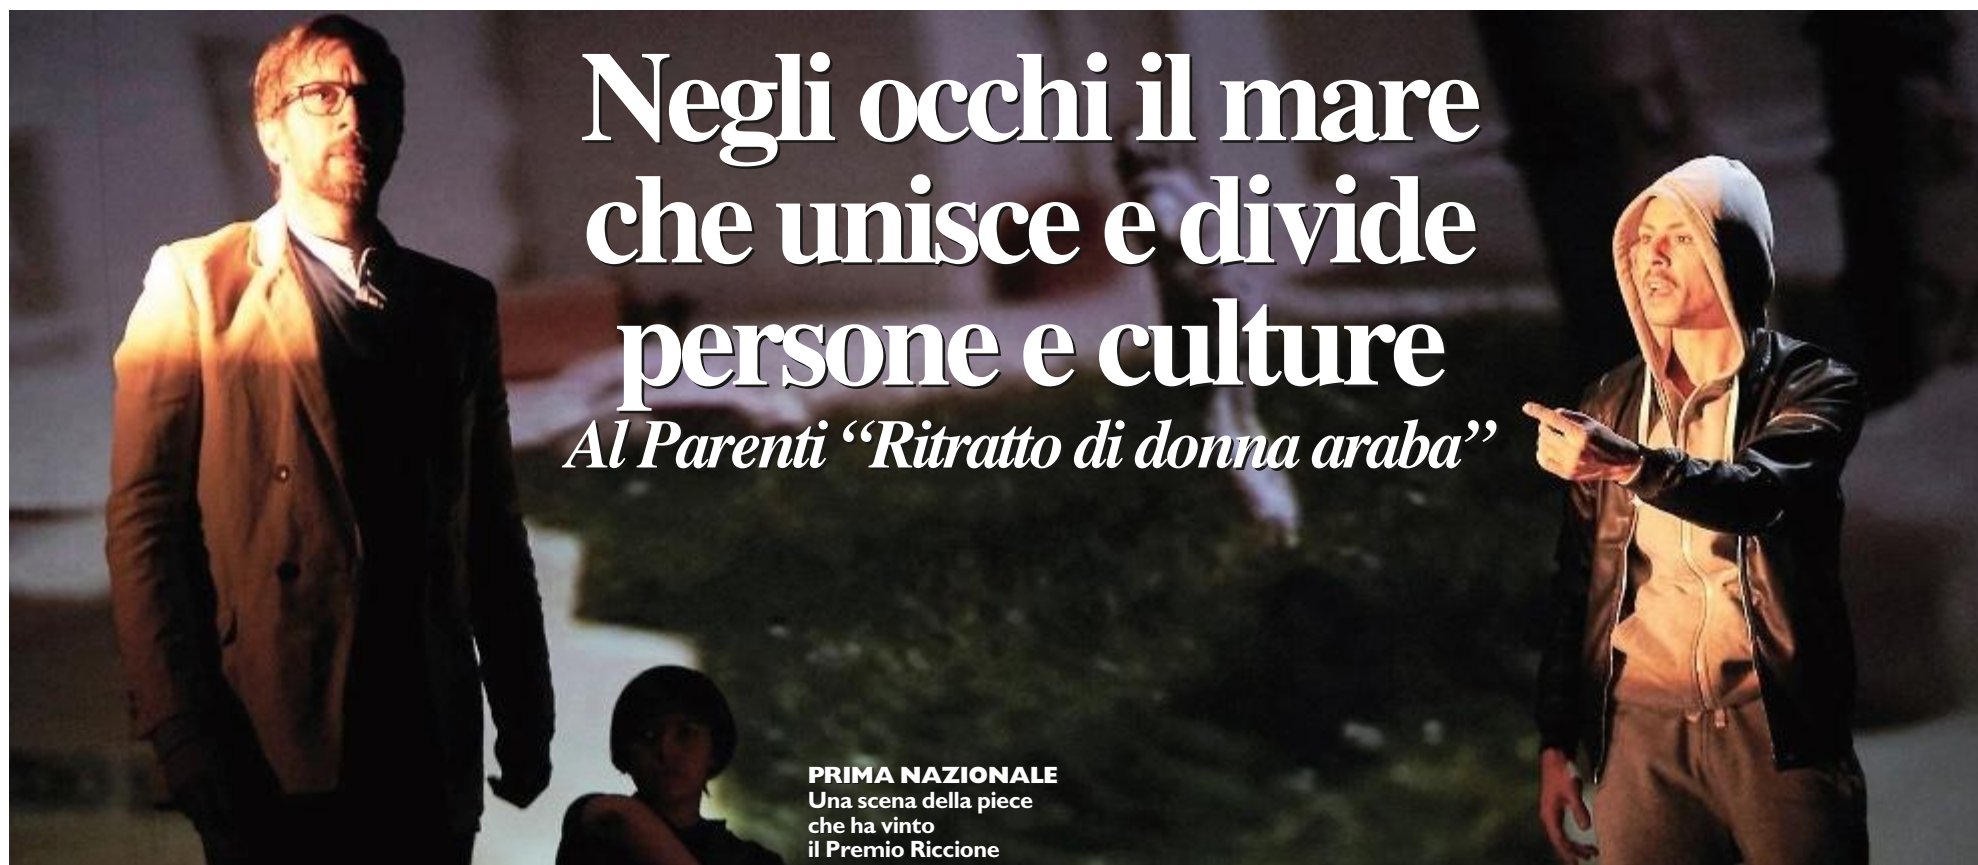 Negli occhi il mare
che unisce e divide
persone e culture
Al Parenti “Ritratto di donna araba”
PRIMA NAZIONALE
Una scena della piece
che ha vinto
il Premio Riccione